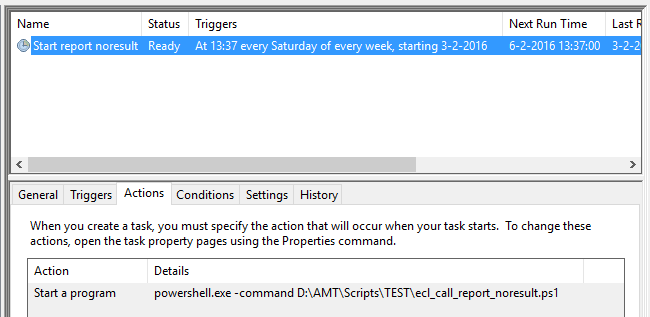 Name Status Triggers Next Run Time Last R
Start report noresult Ready At 13:37 every Saturday of every week, starting 3-2-2016 6-2-2016 13:37:00 3-2-2
General Triggers Actions Conditions Settings History
When you create a task, you must specify the action that will occur when your task starts. To change these
actions, open the task property pages using the Properties command.
Action Details
Start a program powershell.exe -command D:\AMT\Scripts\TEST\ecl_call_report_noresult.ps1